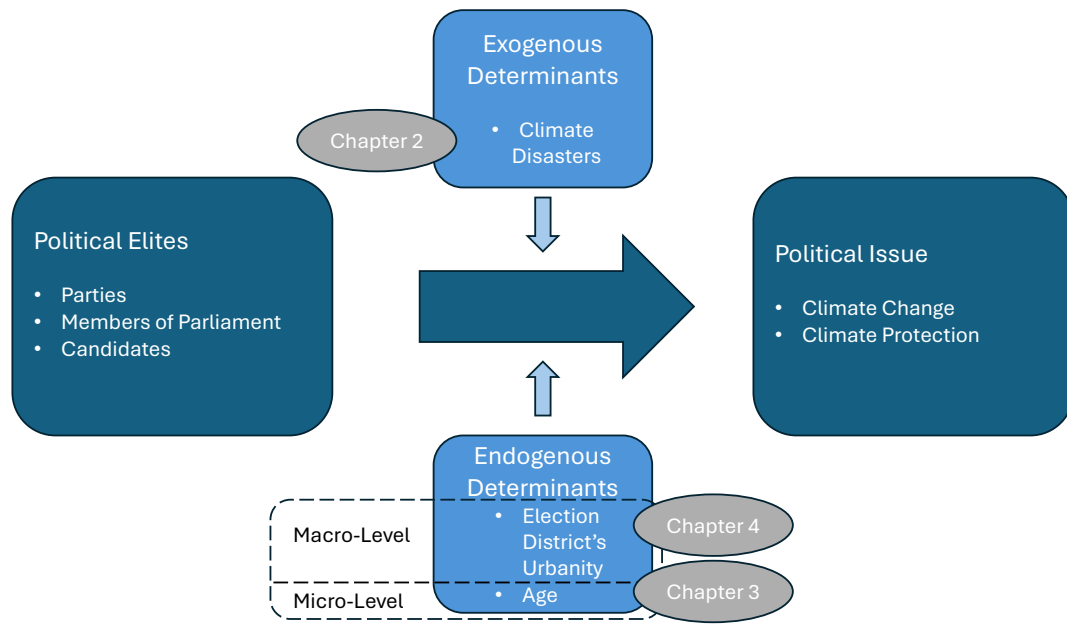 Exogenous
Determinants
• Climate
Disasters
Chapter 2
Political Elites
• Parties
• Members of Parliament
• Candidates
Political Issue
• Climate Change
• Climate Protection
Endogenous
Determinants
• Election
District’s
Urbanity
• Age
Macro-Level
Micro-Level
Chapter 4
Chapter 3